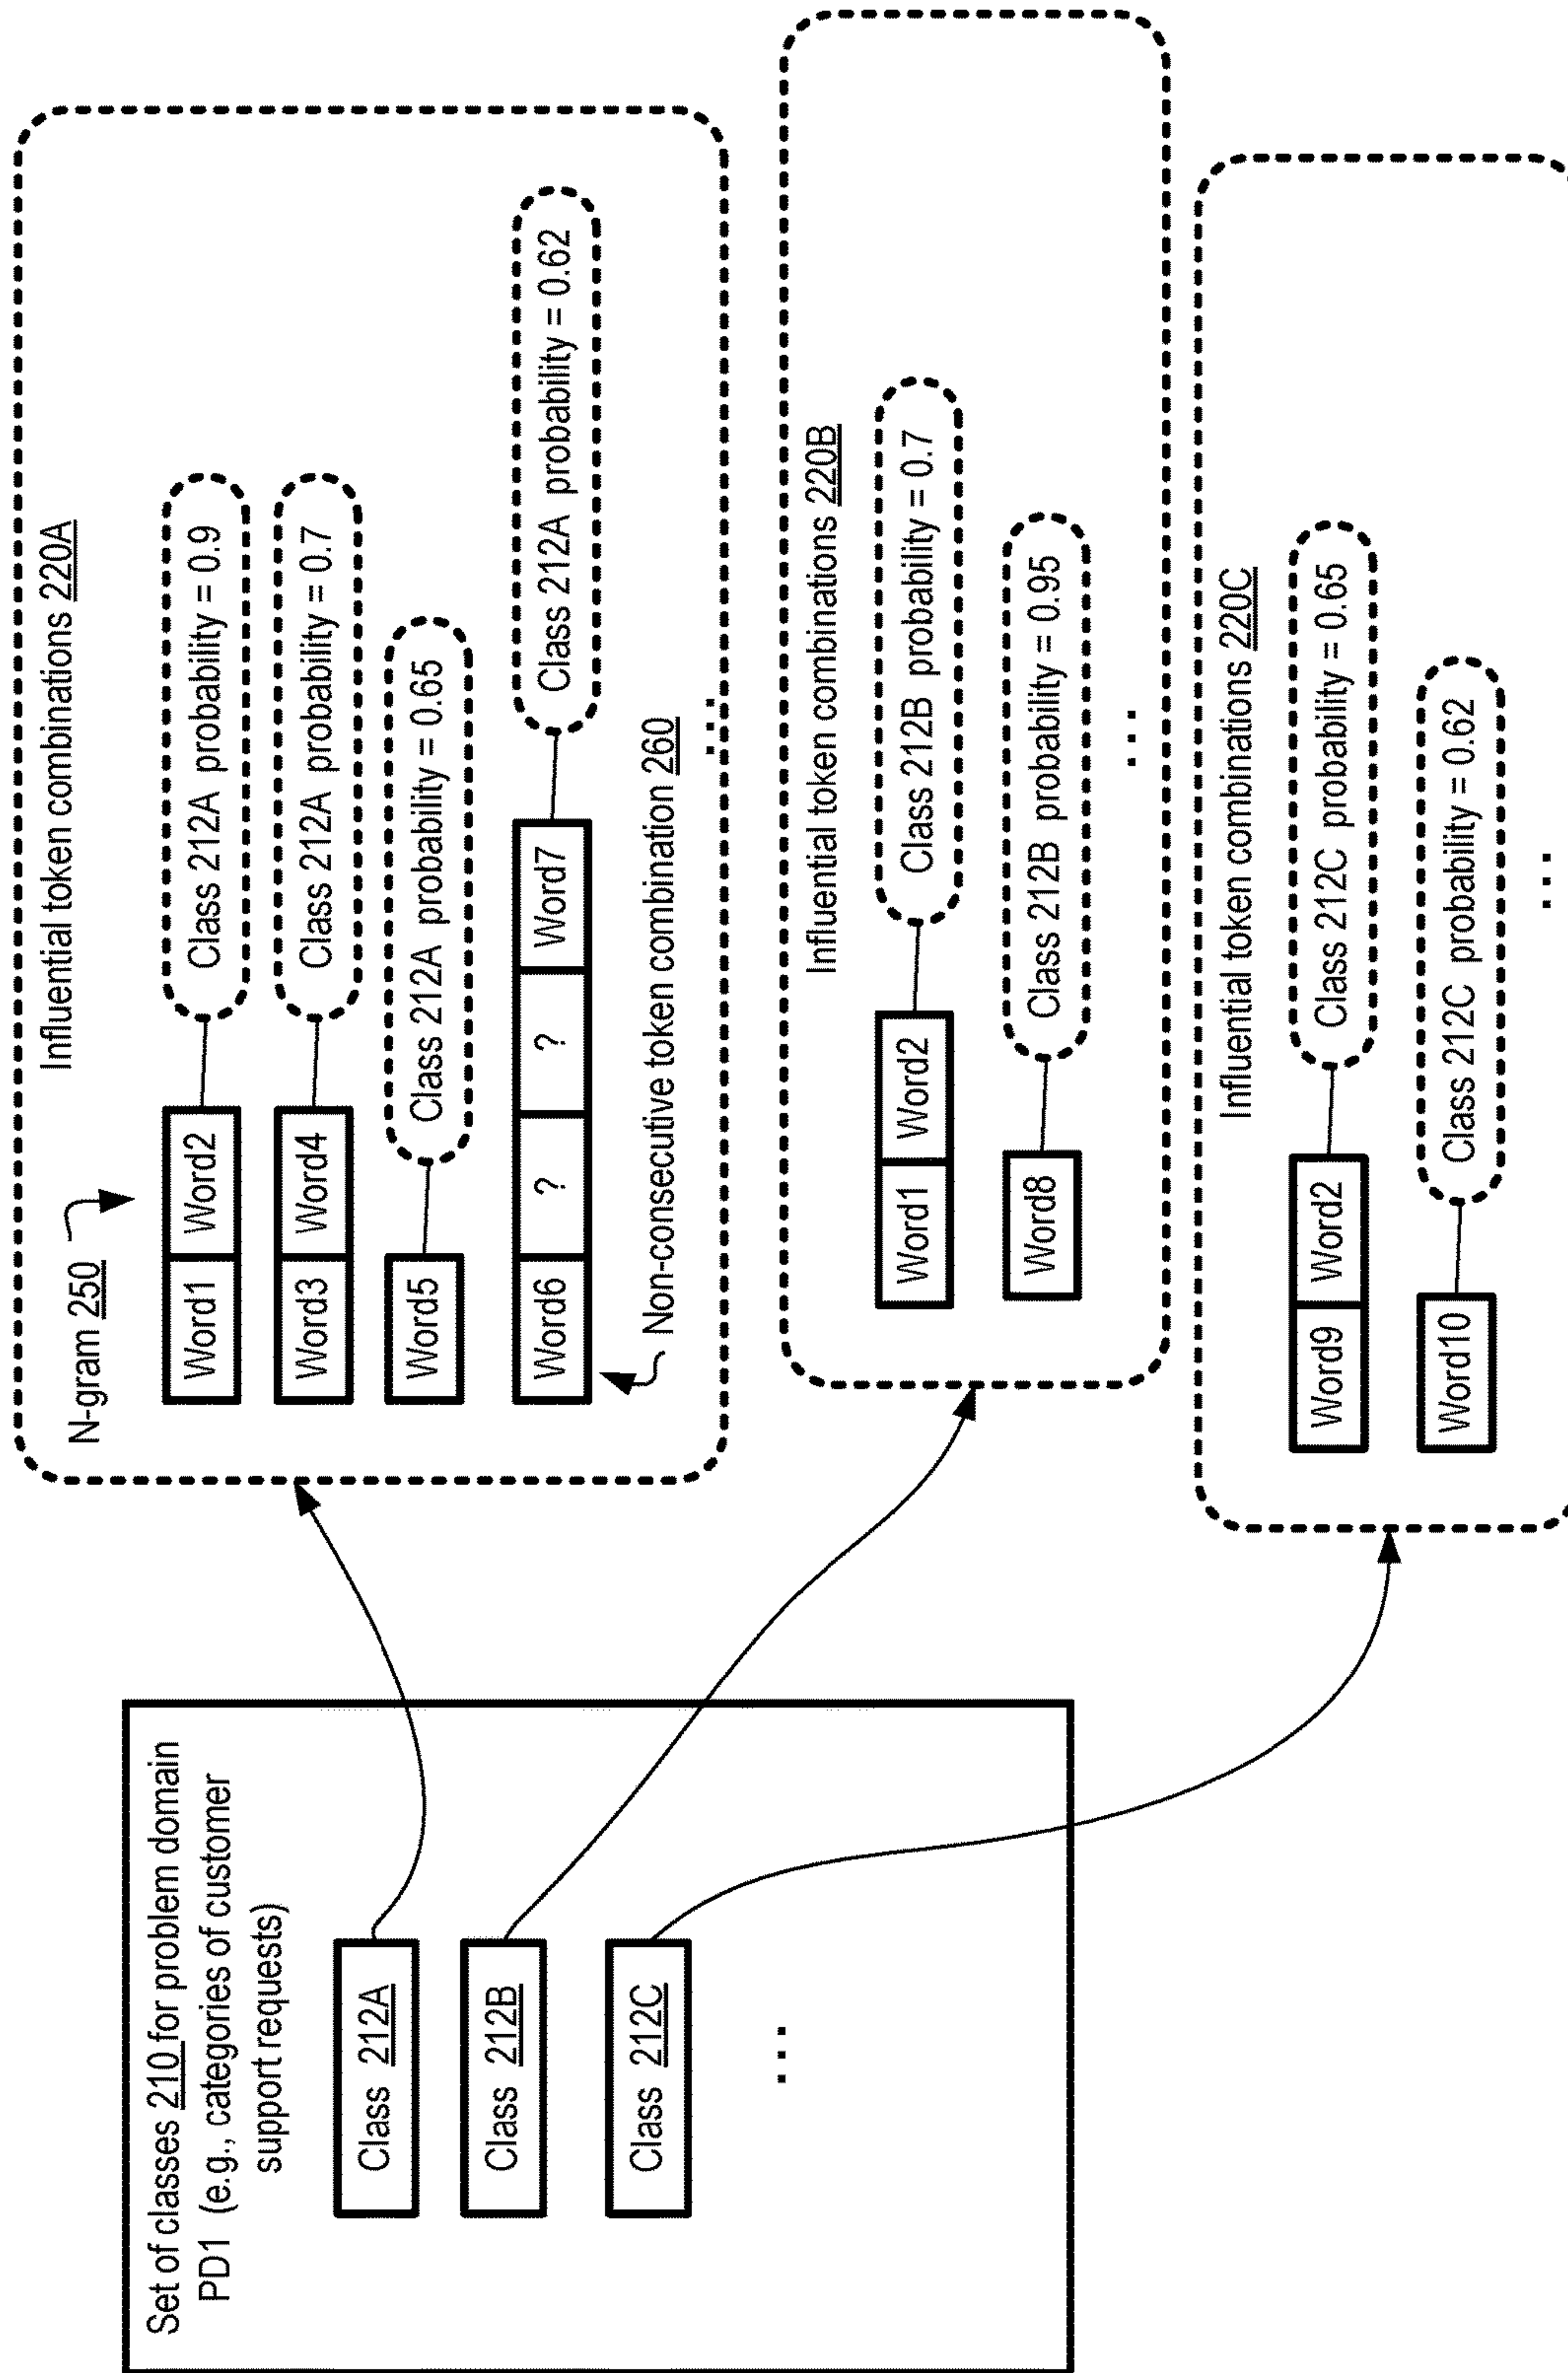 Set of classes 210 for problem domain
PD1 (e.g., categories of customer
support requests)
Class 212A
Class 212B
Class 212C
...
Influential token combinations 220A
N-gram 250
Word1 Word2 Class 212A probability = 0.9
Word3 Word4 Class 212A probability = 0.7
Word5 Class 212A probability = 0.65
Word6 ? ? Word7 Class 212A probability = 0.62
Non-consecutive token combination 260
...
Influential token combinations 220B
Word1 Word2 Class 212B probability = 0.7
Word8 Class 212B probability = 0.95
...
Influential token combinations 220C
Word9 Word2 Class 212C probability = 0.65
Word10 Class 212C probability = 0.62
...